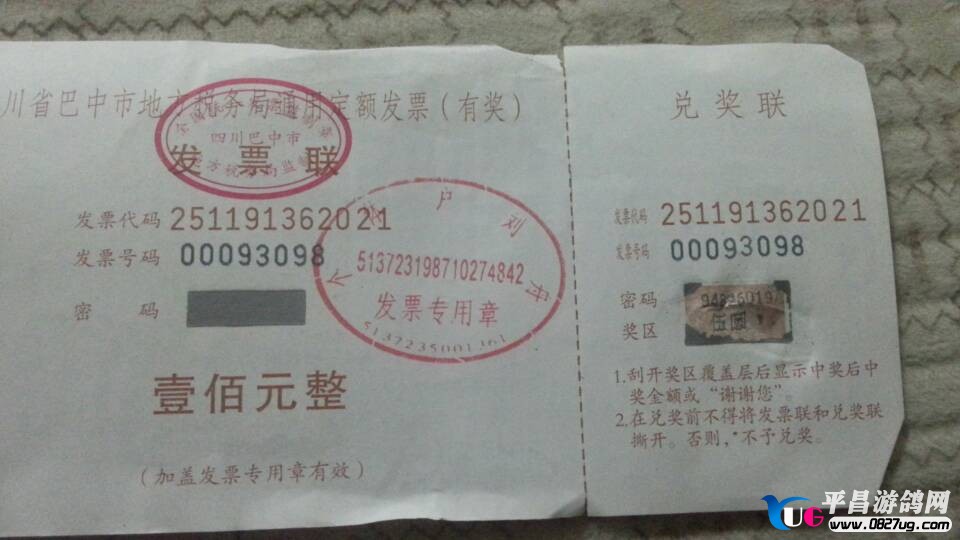 川省巴中市地方税务局通用定额发票(有奖)
四川巴中市
发票联
发票代码 251191362021
发票号码 00093098
密 码
户 刘
513723198710274842
发票专用章
5137235001361
壹佰元整
(加盖发票专用章有效)
兑奖联
发票代码 251191362021
发票号码 00093098
密码
奖区 伍圆
1.刮开奖区覆盖层后显示中奖后中
奖金额或“谢谢您”。
2.在兑奖前不得将发票联和兑奖联
撕开。否则,不予兑奖。
平昌游鸽网
UG www.0827ug.com